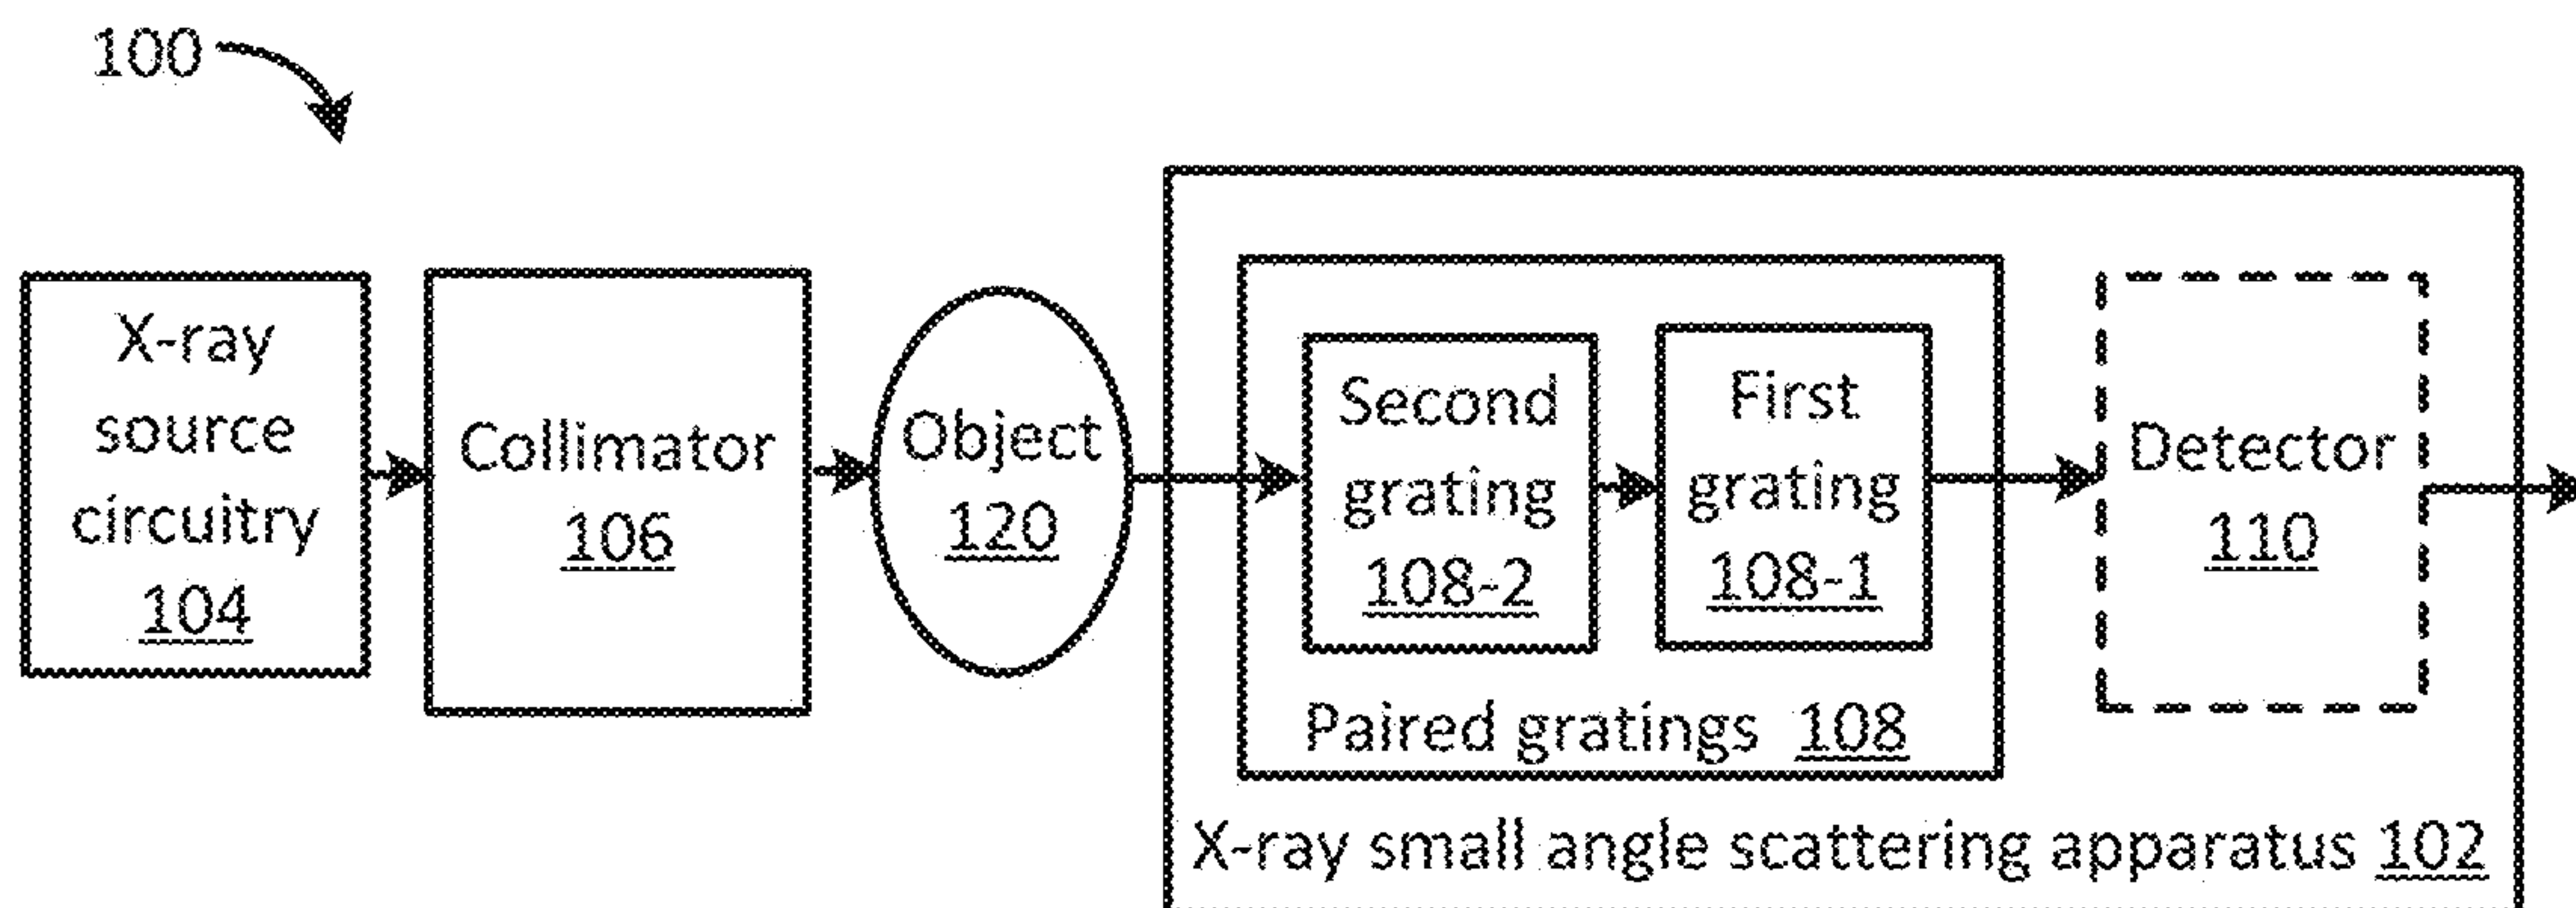 100
X-ray
source
circuitry
104
Collimator
106
Object
120
Second
grating
108-2
First
grating
108-1
Paired gratings 108
Detector
110
X-ray small angle scattering apparatus 102